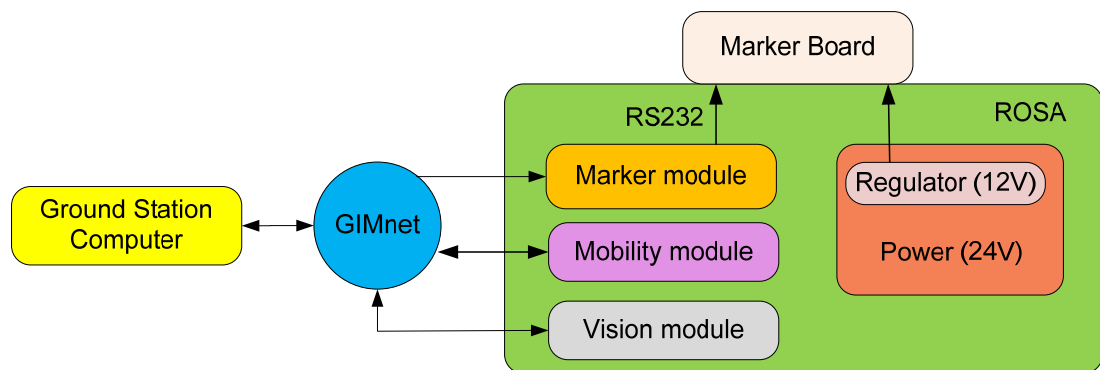 Marker Board
RS232
ROSA
Marker module
Regulator (12V)
Ground Station
Computer
GIMnet
Mobility module
Power (24V)
Vision module